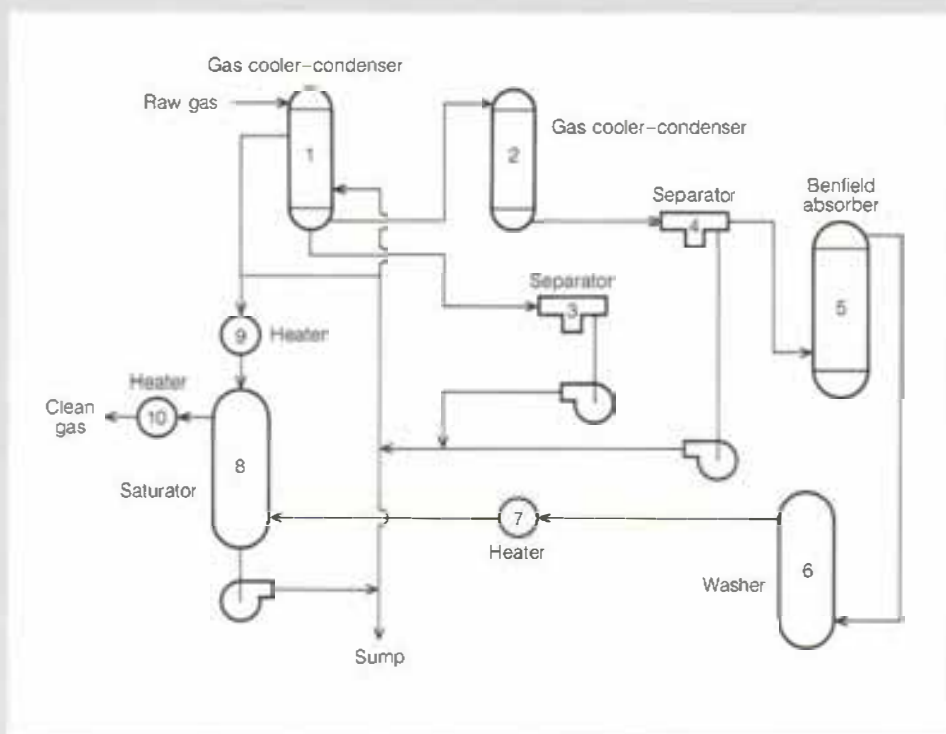 Gas cooler–condenser
Raw gas
1
2
Gas cooler–condenser
Separator
4
Benfield
absorber
5
Separator
3
9
Heater
Heater
10
Clean
gas
8
Saturator
7
Heater
6
Washer
Sump